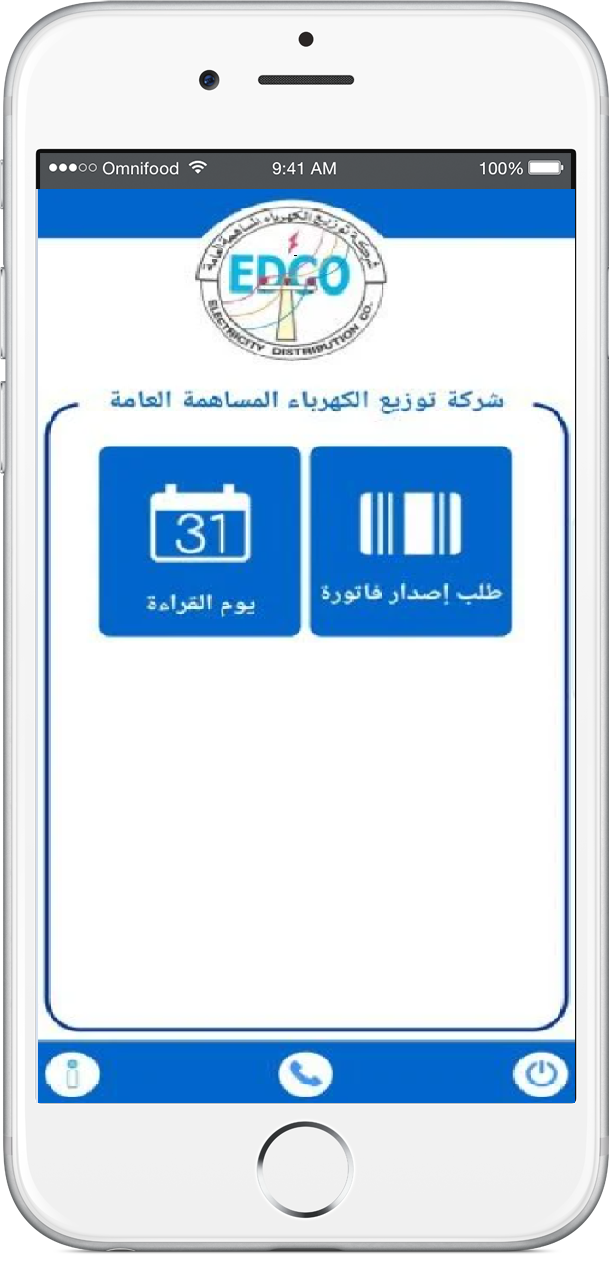 Omnifood 9:41 AM 100%
شركة توزيع الكهرباء المساهمة العامة
EDCO
ELECTRICITY DISTRIBUTION CO.
شركة توزيع الكهرباء المساهمة العامة
طلب إصدار فاتورة
31
يوم القراءة